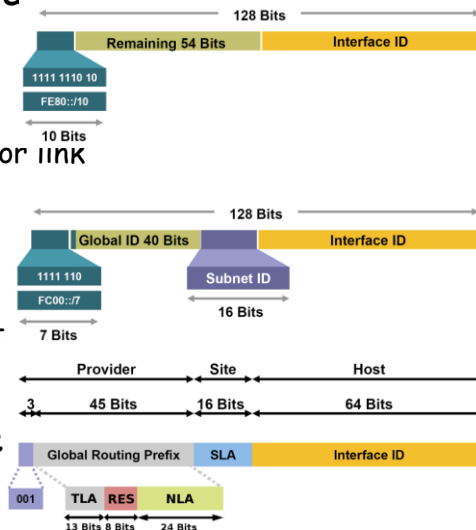 128 Bits
Remaining 54 Bits Interface ID
1111 1110 10
FE80::/10
10 Bits
or link
128 Bits
Global ID 40 Bits Interface ID
1111 110 Subnet ID
FC00::/7
16 Bits
7 Bits
Provider Site Host
3 45 Bits 16 Bits 64 Bits
Global Routing Prefix SLA Interface ID
001 TLA RES NLA
13 Bits 8 Bits 24 Bits